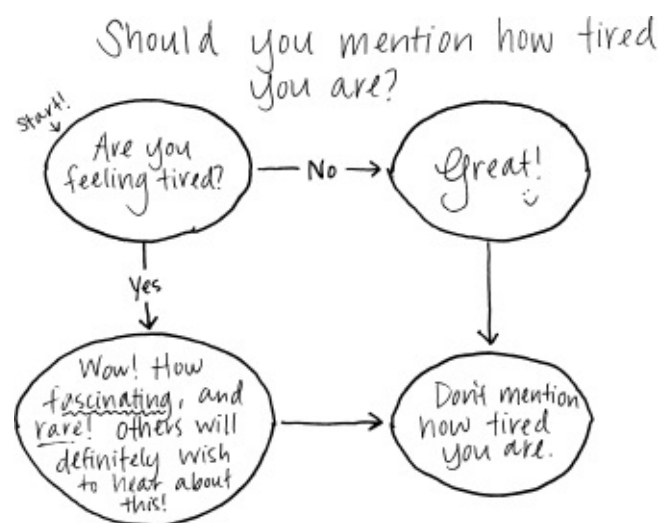 Should you mention how tired
you are?
Start!
Are you
feeling tired?
No
Great!
Yes
Wow! How
fascinating, and
rare! Others will
definitely wish
to hear about
this!
Don't mention
how tired
you are.